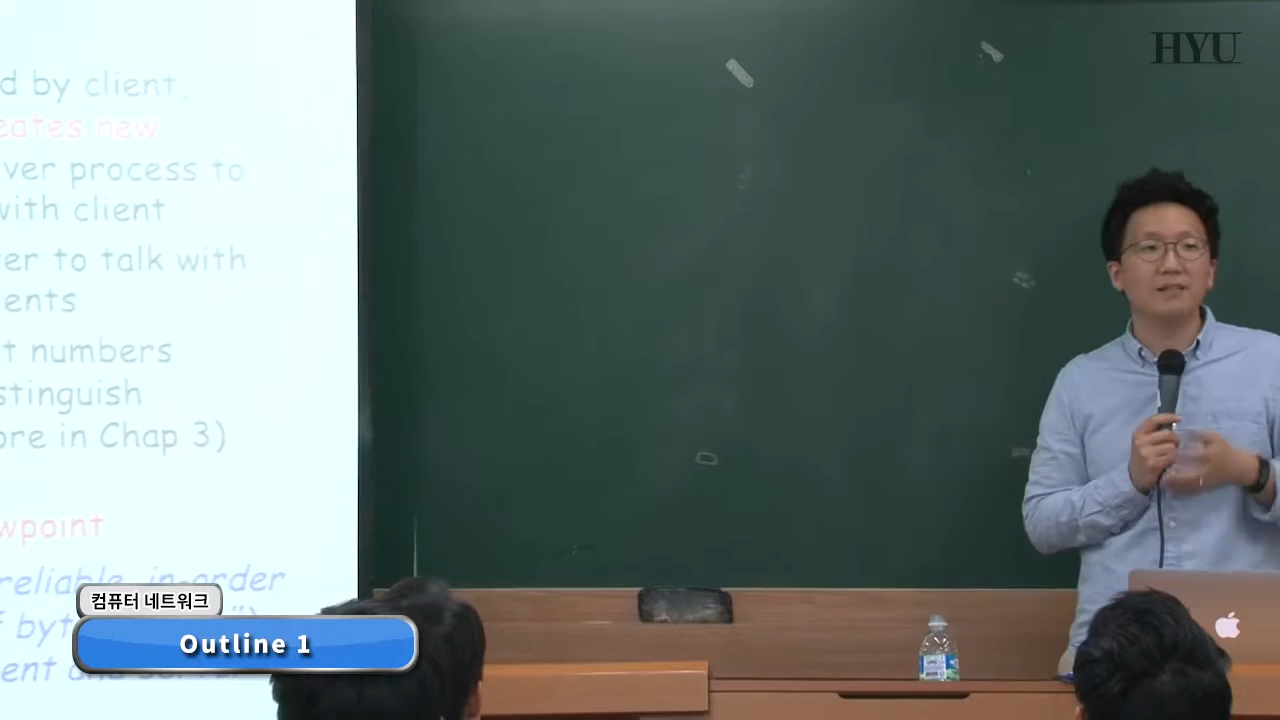 HYU
d by client,
eates new
ver process to
with client
er to talk with
ents
t numbers
stinguish
ore in Chap 3)
wpoint
reliable, in-order
컴퓨터 네트워크
Outline 1